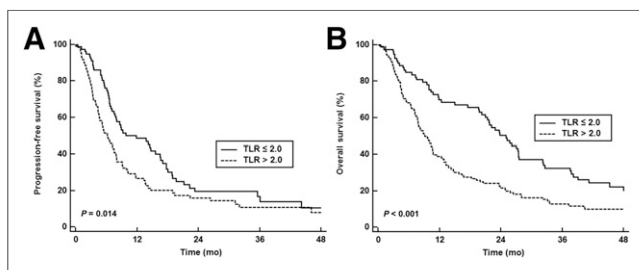 A
100
80
60
40
20
0
Progression-free survival (%)
TLR ≤ 2.0
TLR > 2.0
P = 0.014
0 12 24 36 48
Time (mo)
B
100
80
60
40
20
0
Overall survival (%)
TLR ≤ 2.0
TLR > 2.0
P < 0.001
0 12 24 36 48
Time (mo)